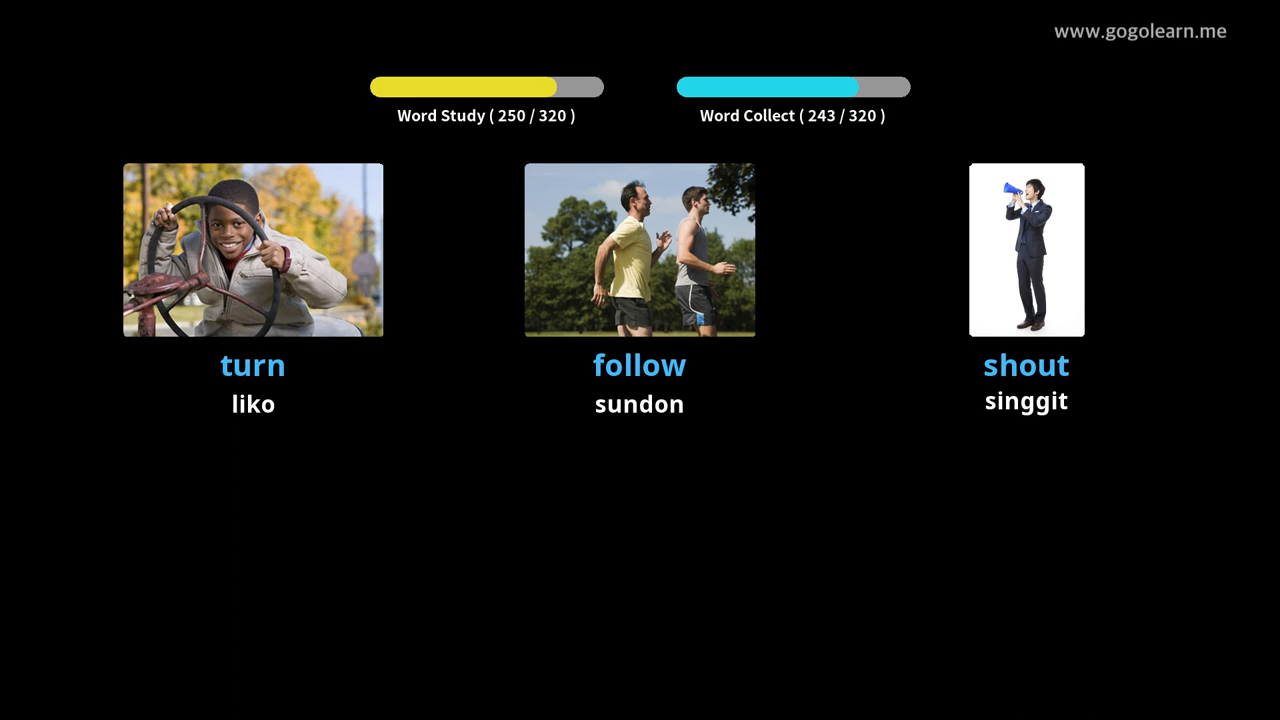 www.gogolearn.me
Word Study ( 250 / 320 )
Word Collect ( 243 / 320 )
turn
liko
follow
sundon
shout
singgit